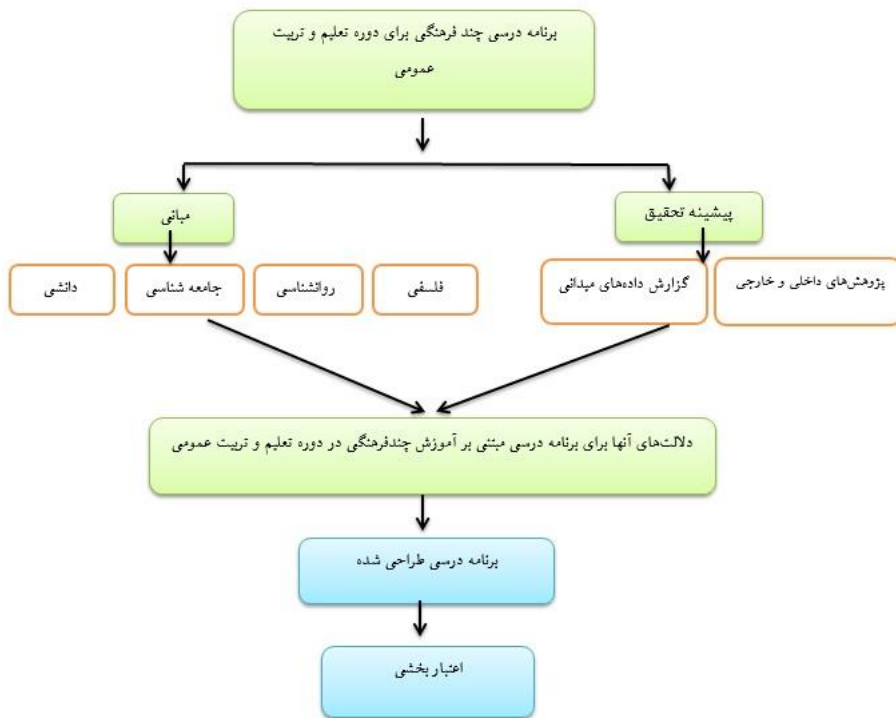 برنامه درسی چند فرهنگی برای دوره تعلیم و تربیت
عمومی
پیشینه تحقیق
مبانی
پژوهش‌های داخلی و خارجی
گزارش داده‌های میدانی
فلسفی
روانشناسی
جامعه شناسی
دانشی
دلالت‌های آنها برای برنامه درسی مبتنی بر آموزش چندفرهنگی در دوره تعلیم و تربیت عمومی
برنامه درسی طراحی شده
اعتبار بخشی